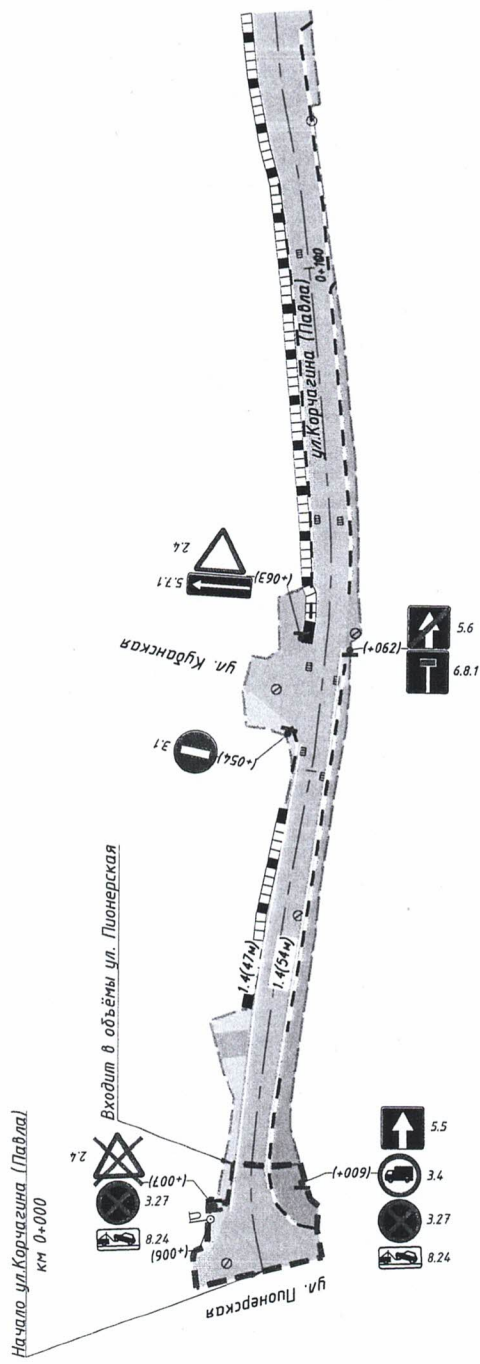 Начало ул.Корчагина (Павла)
км 0+000
Входит в объёмы ул. Пионерская
ул. Пионерская
2.4
3.27
8.24
(+007)
(+006)
5.5
3.4
3.27
8.24
(+009)
1.4(47м)
1.4(54м)
3.1
(+054)
ул. Кубанская
2.4
5.7.1
(+063)
(+062)
5.6
6.8.1
ул.Корчагина (Павла)
0+100